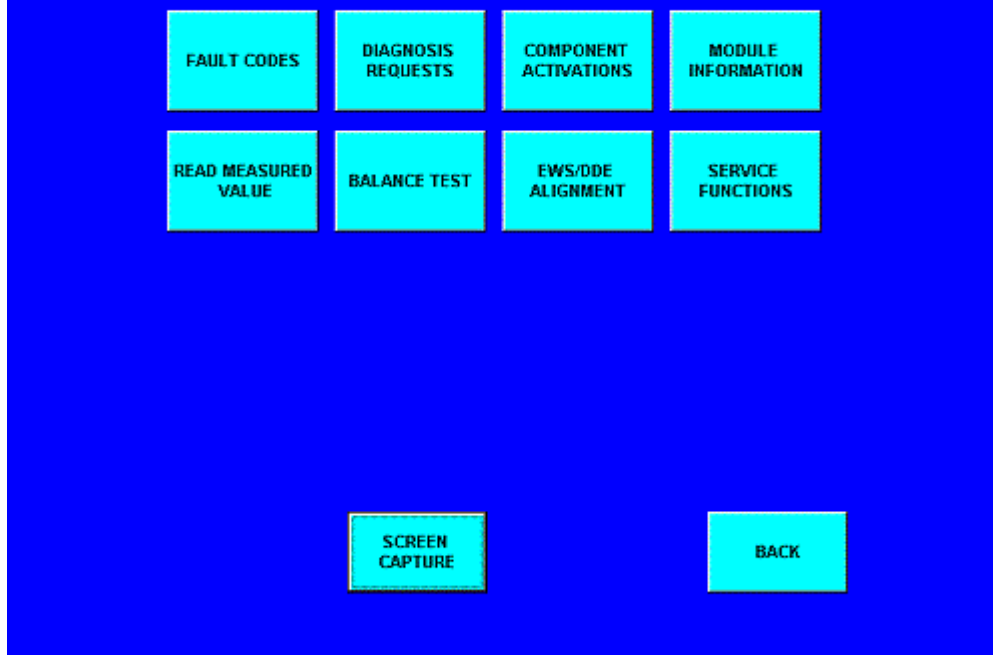 FAULT CODES
DIAGNOSIS
REQUESTS
COMPONENT
ACTIVATIONS
MODULE
INFORMATION
READ MEASURED
VALUE
BALANCE TEST
EWS/DDE
ALIGNMENT
SERVICE
FUNCTIONS
SCREEN
CAPTURE
BACK